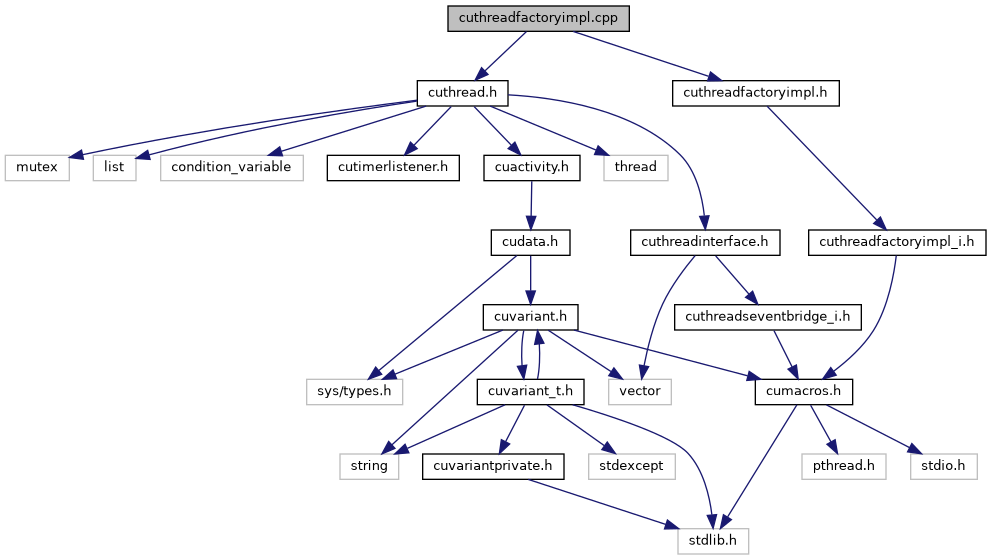 cuthreadfactoryimpl.cpp
cuthread.h
cuthreadfactoryimpl.h
mutex
list
condition_variable
cutimerlistener.h
cuactivity.h
thread
cudata.h
cuthreadinterface.h
cuthreadfactoryimpl_i.h
cuvariant.h
cuthreadseventbridge_i.h
sys/types.h
cuvariant_t.h
vector
cumacros.h
string
cuvariantprivate.h
stdexcept
pthread.h
stdio.h
stdlib.h